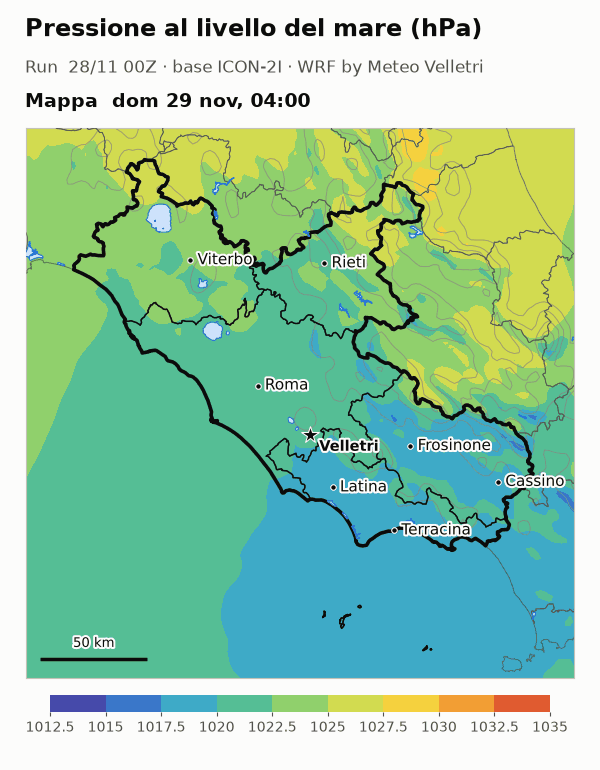 Pressione al livello del mare (hPa)
Run  28/11 00Z · base ICON-2I · WRF by Meteo Velletri
Mappa  dom 29 nov, 04:00
Viterbo
Rieti
Roma
Velletri
Frosinone
Cassino
Latina
Terracina
50 km
1012.5 1015 1017.5 1020 1022.5 1025 1027.5 1030 1032.5 1035